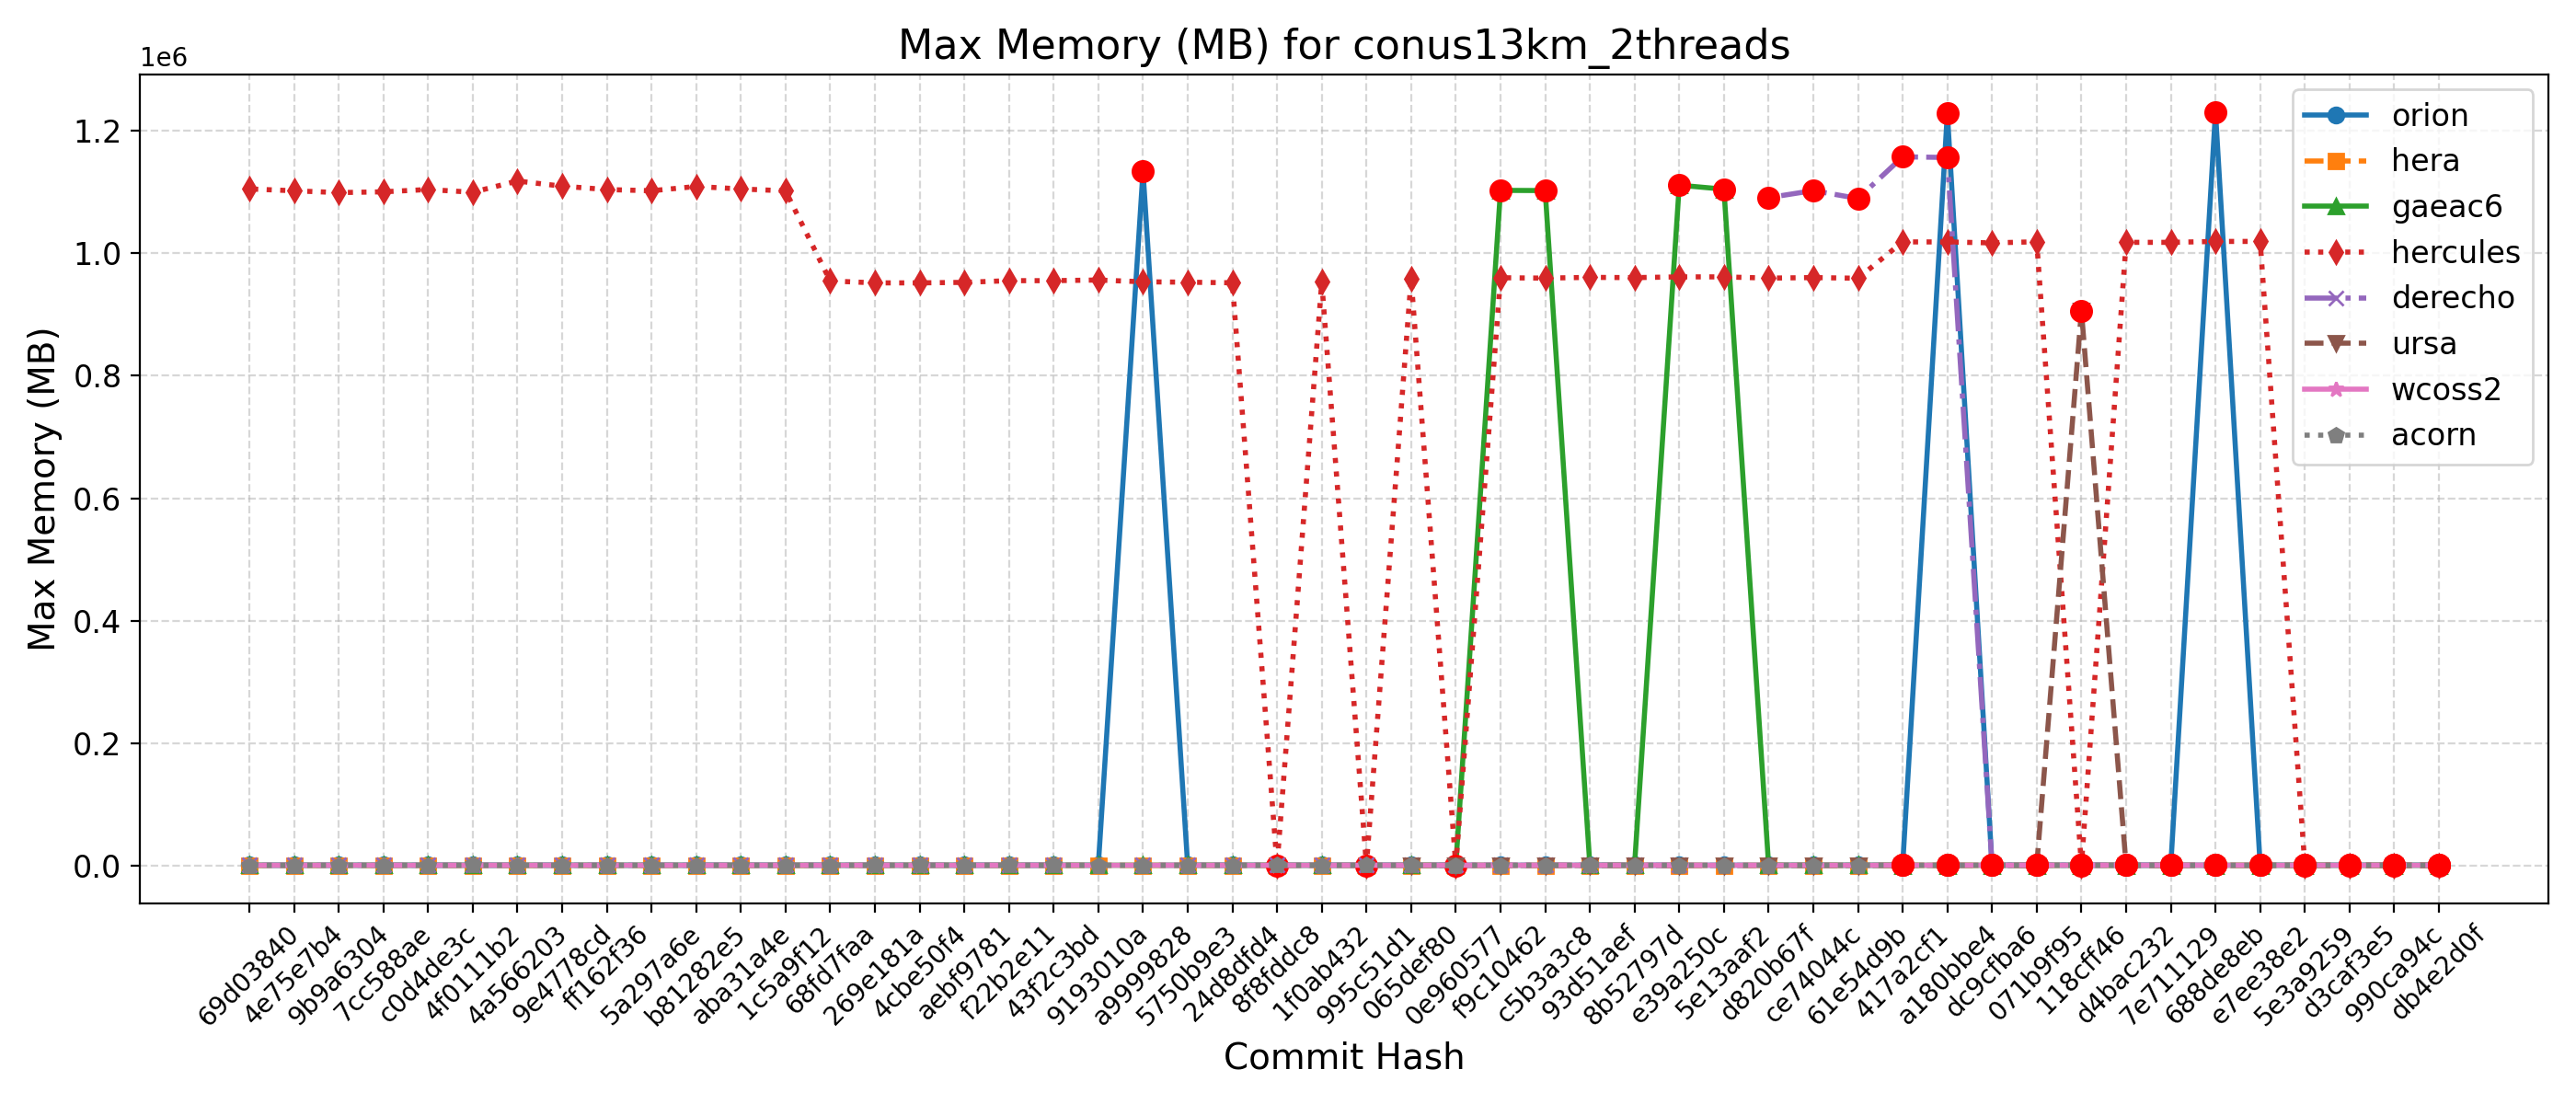 Max Memory (MB) for conus13km_2threads
1e6
1.2
1.0
0.8
0.6
0.4
0.2
0.0
Max Memory (MB)
orion
hera
gaeac6
hercules
derecho
ursa
wcoss2
acorn
69d03840
4e75e7b4
9b9a6304
7cc588ae
c0d4de3c
4f0111b2
4a566203
9e4778cd
ff162f36
5a297a6e
b81282e5
aba31a4e
1c5a9f12
68fd7faa
269e181a
4cbe50f4
aebf9781
f22b2e11
43f2c3bd
9193010a
a9999828
5750b9e3
24d8dfd4
8f8fddc8
1f0ab432
995c51d1
065def80
0e960577
f9c10462
c5b3a3c8
93d51aef
8b52797d
e39a250c
5e13aaf2
d820b67f
ce74044c
61e54d9b
417a2cf1
a180bbe4
dc9cfba6
071b9f95
118cff46
d4bac232
7e711129
688de8eb
e7ee38e2
5e3a9259
d3caf3e5
990ca94c
db4e2d0f
Commit Hash